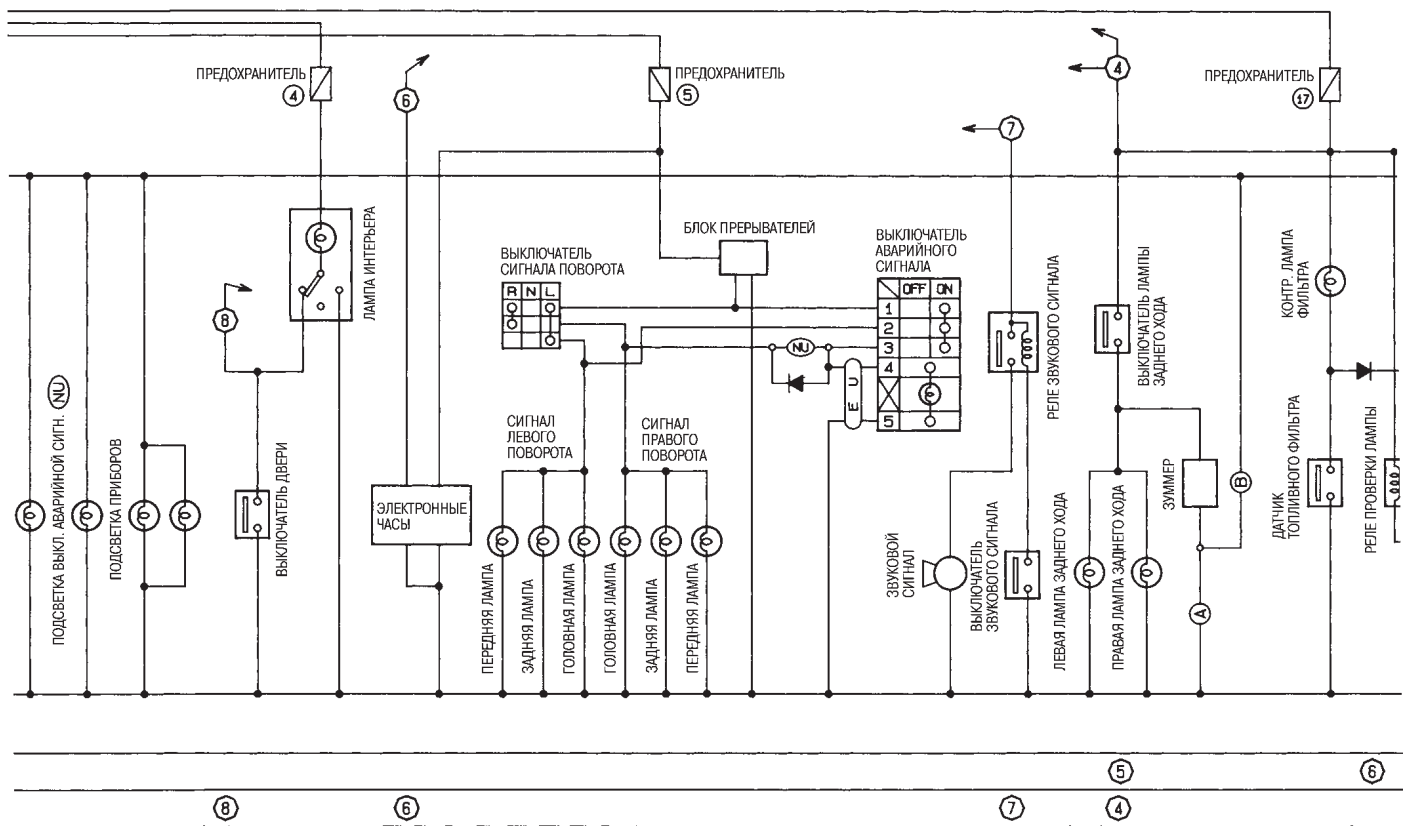 ПРЕДОХРАНИТЕЛЬ
4
6
ПРЕДОХРАНИТЕЛЬ
5
4
ПРЕДОХРАНИТЕЛЬ
17
7
ЛАМПА ИНТЕРЬЕРА
8
ВЫКЛЮЧАТЕЛЬ
СИГНАЛА ПОВОРОТА
R N L
БЛОК ПРЕРЫВАТЕЛЕЙ
ВЫКЛЮЧАТЕЛЬ
АВАРИЙНОГО
СИГНАЛА
OFF ON
1
2
3
4
5
NU
E U
РЕЛЕ ЗВУКОВОГО СИГНАЛА
ВЫКЛЮЧАТЕЛЬ ЛАМПЫ
ЗАДНЕГО ХОДА
КОНТР. ЛАМПА
ФИЛЬТРА
ПОДСВЕТКА ВЫКЛ. АВАРИЙНОЙ СИГН. NU
ПОДСВЕТКА ПРИБОРОВ
ВЫКЛЮЧАТЕЛЬ ДВЕРИ
ЭЛЕКТРОННЫЕ
ЧАСЫ
СИГНАЛ
ЛЕВОГО
ПОВОРОТА
СИГНАЛ
ПРАВОГО
ПОВОРОТА
ПЕРЕДНЯЯ ЛАМПА
ЗАДНЯЯ ЛАМПА
ГОЛОВНАЯ ЛАМПА
ГОЛОВНАЯ ЛАМПА
ЗАДНЯЯ ЛАМПА
ПЕРЕДНЯЯ ЛАМПА
ЗВУКОВОЙ
СИГНАЛ
ВЫКЛЮЧАТЕЛЬ
ЗВУКОВОГО СИГНАЛА
ЛЕВАЯ ЛАМПА ЗАДНЕГО ХОДА
ПРАВАЯ ЛАМПА ЗАДНЕГО ХОДА
ЗУММЕР
B
A
ДАТЧИК
ТОПЛИВНОГО ФИЛЬТРА
РЕЛЕ ПРОВЕРКИ ЛАМПЫ
5
6
8
6
7
4